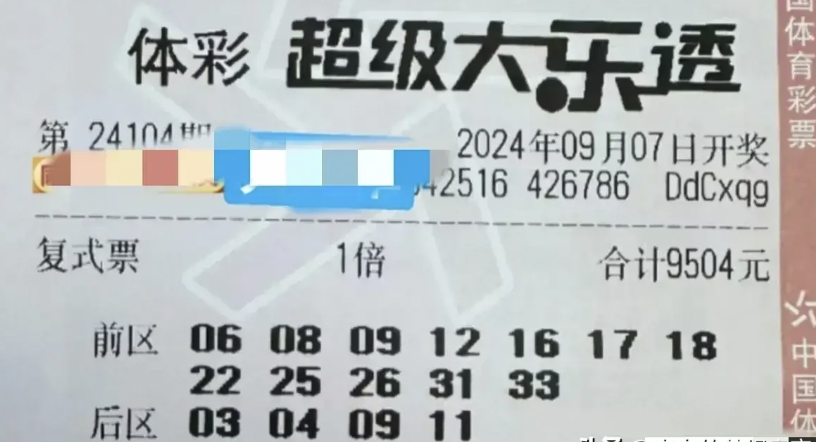 体彩 超级大乐透
第 24104期
2024年09月07日开奖
42516 426786 DdCxqg
复式票 1倍 合计9504元
前区 06 08 09 12 16 17 18
22 25 26 31 33
后区 03 04 09 11
国体育彩票
中国体